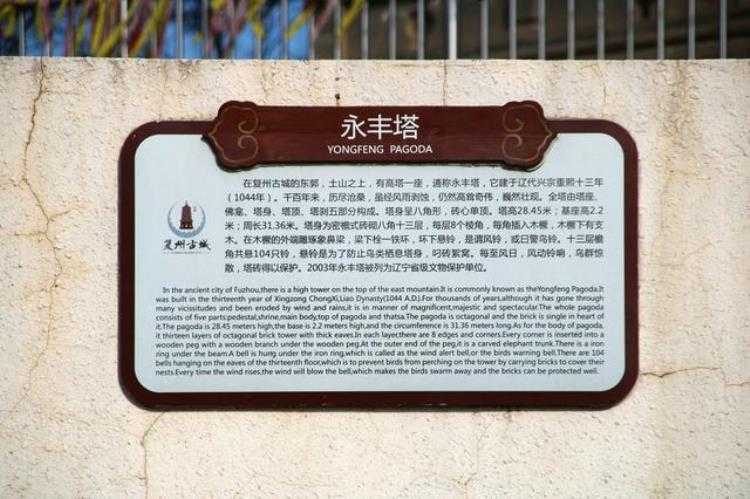 永丰塔
YONGFENG PAGODA
在复州古城的东郭，土山之上，有高塔一座，通称永丰塔，它建于辽代兴宗重熙十三年
（1044年）。千百年来，历尽沧桑，虽经风雨剥蚀，仍然高耸奇伟，巍然壮观。全塔由塔座、
佛龛、塔身、塔顶、塔刹五部分构成。塔身呈八角形，砖心单顶。塔高28.45米；基座高2.2
米；周长31.36米。塔身为密檐式砖砌八角十三层，每层8个棱角，每角插入木橛，木橛下有支
木。在木橛的外端雕琢象鼻梁，梁下栓一铁环，环下悬铃，是谓风铃，或曰警鸟铃。十三层檐
角共悬104只铃，悬铃是为了防止鸟类栖息塔身，叼砖絮窝。每至风日，风动铃响，鸟群惊
散，塔砖得以保护。2003年永丰塔被列为辽宁省级文物保护单位。
复州古城
In the ancient city of Fuzhou,there is a high tower on the top of the east mountain.It is commonly known as theYongfeng Pagoda.It
was built in the thirteenth year of Xingzong ChongXi,Liao Dynasty(1044 A.D.).For thousands of years,although it has gone through
many vicissitudes and been eroded by wind and rains,it is in manner of magnificent,majestic and spectacular.The whole pagoda
consists of five parts:pedestal,shrine,main body,top of pagoda and thatsa.The pagoda is octagonal and the brick is single in heart of
it.The pagoda is 28.45 meters high,the base is 2.2 meters high,and the circumference is 31.36 meters long.As for the body of pagoda,
it thirteen layers of octagonal brick tower with thick eaves.In each layer,there are 8 edges and corners.Every corner is inserted into a
wooden peg with a wooden branch under the wooden peg.At the outer end of the peg,it is a carved elephant trunk.There is a iron
ring under the beam.A bell is hung under the iron ring,which is called as the wind alert bell,or the birds warning bell.There are 104
bells hanging on the eaves of the thirteenth floor,which is to prevent birds from perching on the tower by carrying bricks to cover their
nests.Every time the wind rises,the wind will blow the bell,which makes the birds swarm away and the bricks can be protected well.